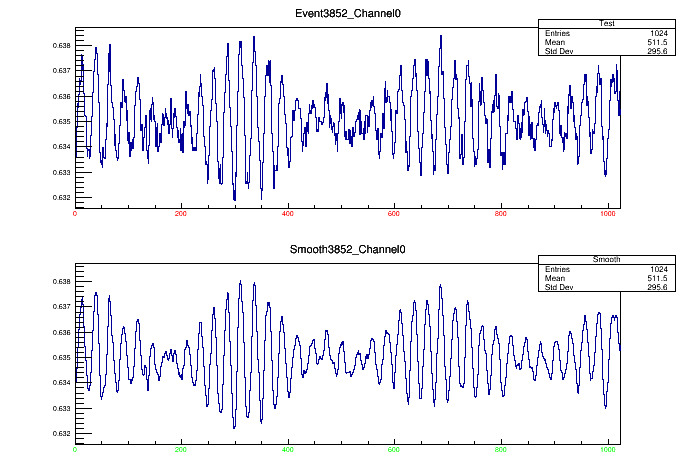 Event3852_Channel0
Test
Entries 1024
Mean 511.5
Std Dev 295.6
0.638
0.637
0.636
0.635
0.634
0.633
0.632
0 200 400 600 800 1000
Smooth3852_Channel0
Smooth
Entries 1024
Mean 511.5
Std Dev 295.6
0.638
0.637
0.636
0.635
0.634
0.633
0.632
0 200 400 600 800 1000